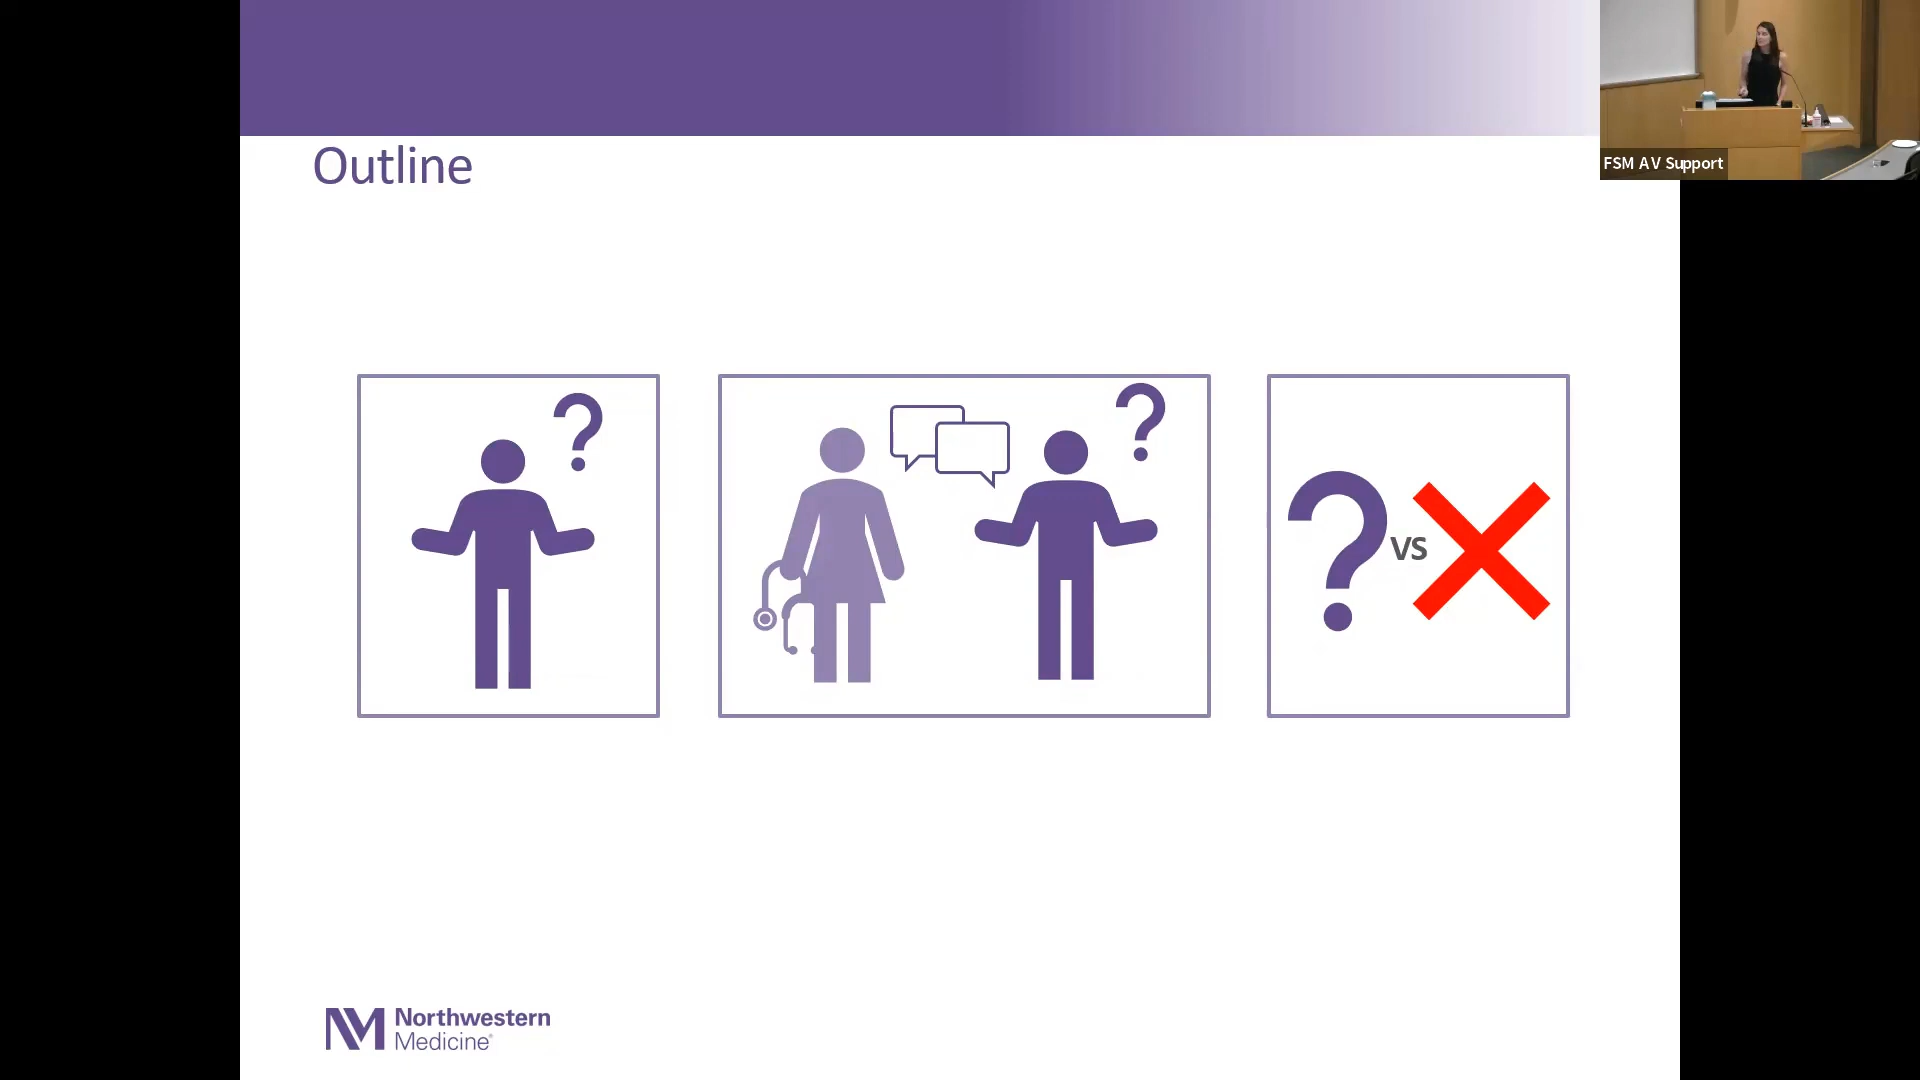 FSM AV Support
Outline
?
?
? VS
Northwestern
Medicine®